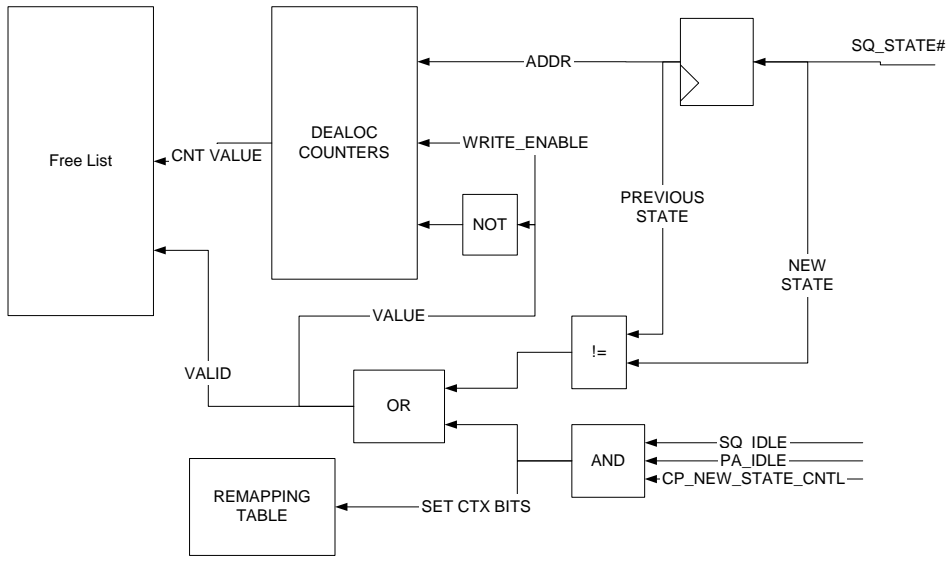 SQ_STATE#
ADDR
Free List
CNT VALUE
DEALOC
COUNTERS
WRITE_ENABLE
NOT
PREVIOUS
STATE
NEW
STATE
VALUE
!=
VALID
OR
AND
SQ_IDLE
PA_IDLE
CP_NEW_STATE_CNTL
REMAPPING
TABLE
SET CTX BITS